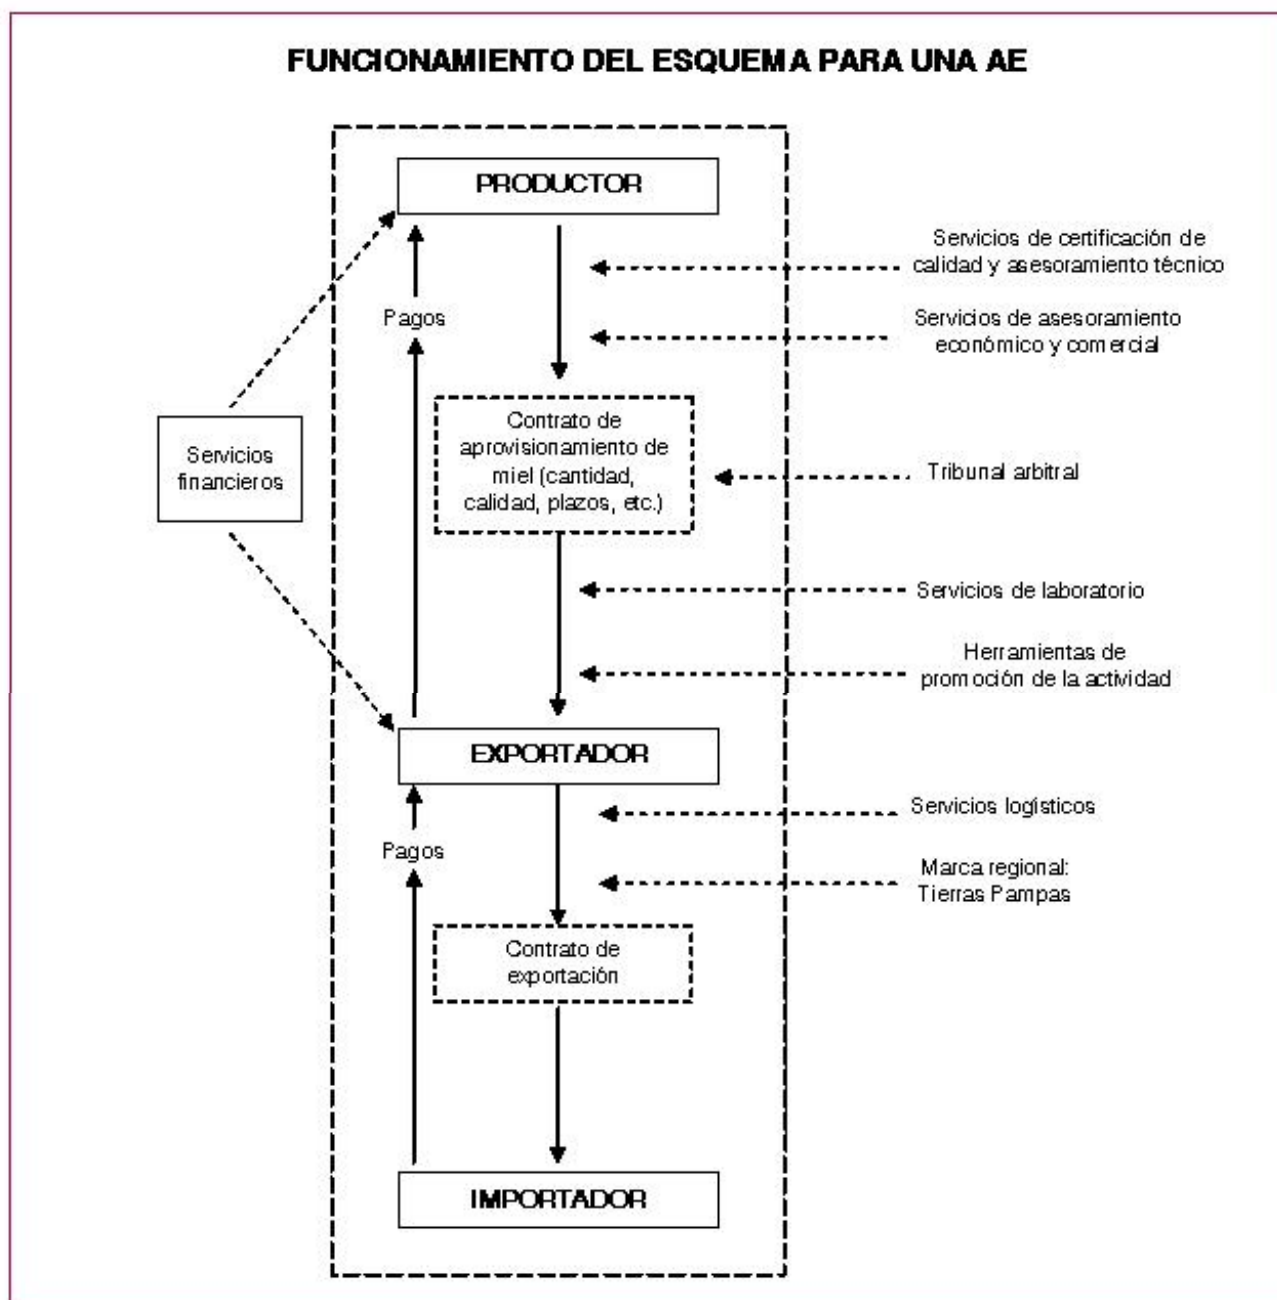 FUNCIONAMIENTO DEL ESQUEMA PARA UNA AE
PRODUCTOR
Servicios de certificación de
calidad y asesoramiento técnico
Pagos
Servicios de asesoramiento
económico y comercial
Servicios
financieros
Contrato de
aprovisionamiento de
miel (cantidad,
calidad, plazos, etc.)
Tribunal arbitral
Servicios de laboratorio
Herramientas de
promoción de la actividad
EXPORTADOR
Servicios logísticos
Pagos
Marca regional:
Tierras Pampas
Contrato de
exportación
IMPORTADOR